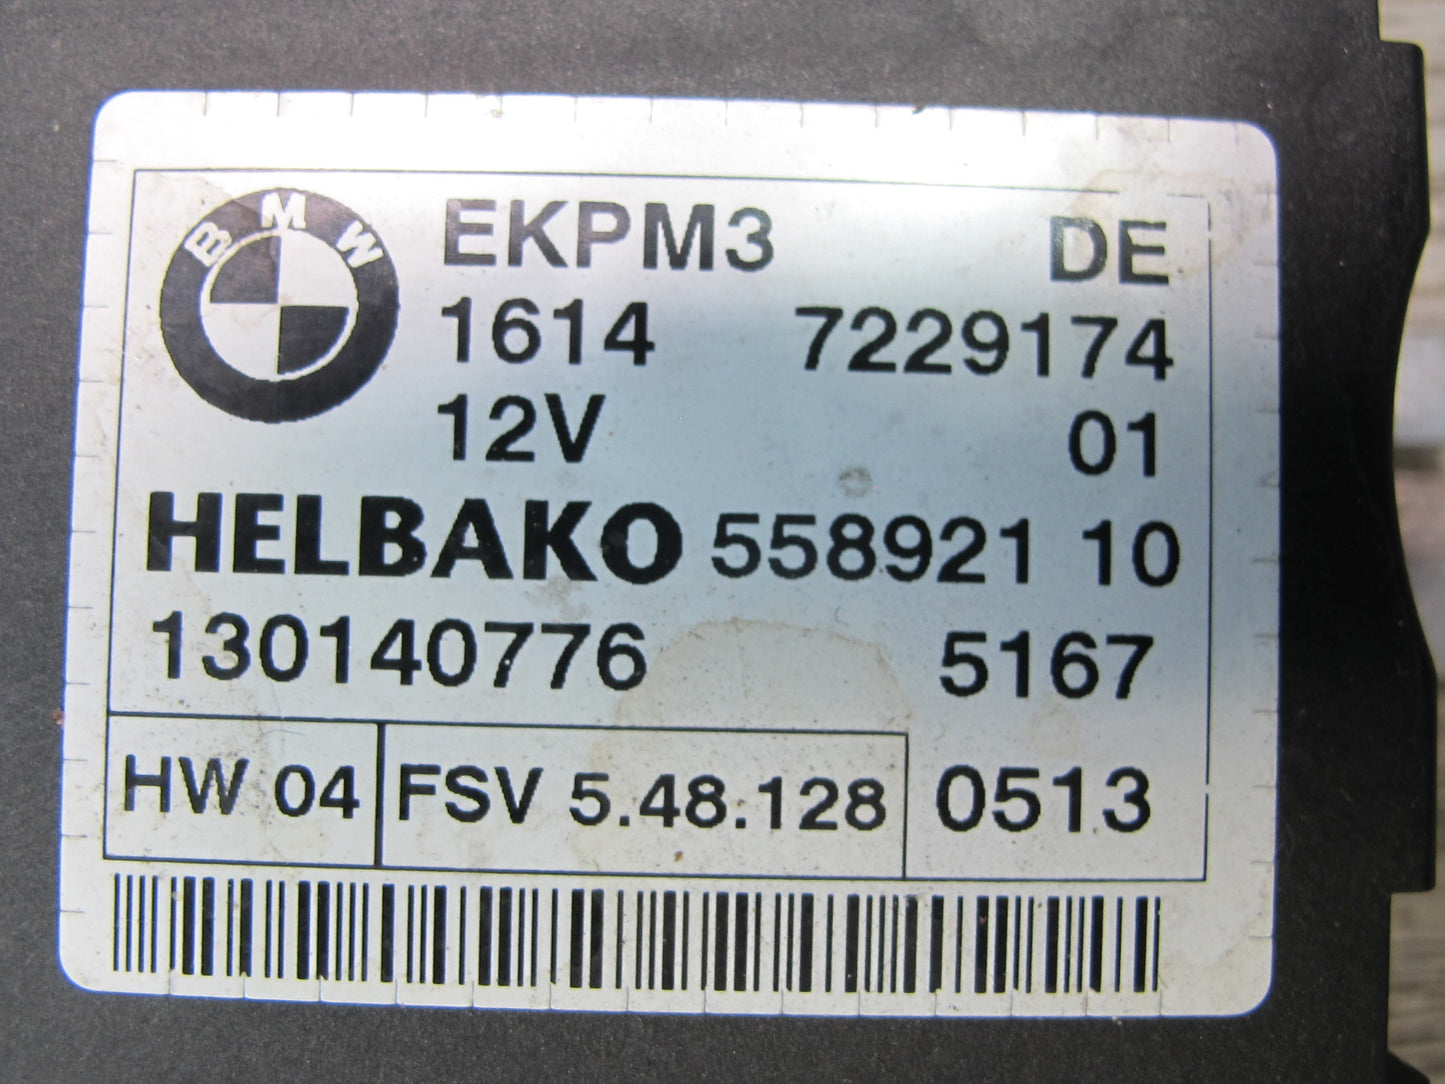 BMW EKPM3 DE
1614 7229174
12V 01
HELBAKO 558921 10
130140776 5167
HW 04 FSV 5.48.128 0513